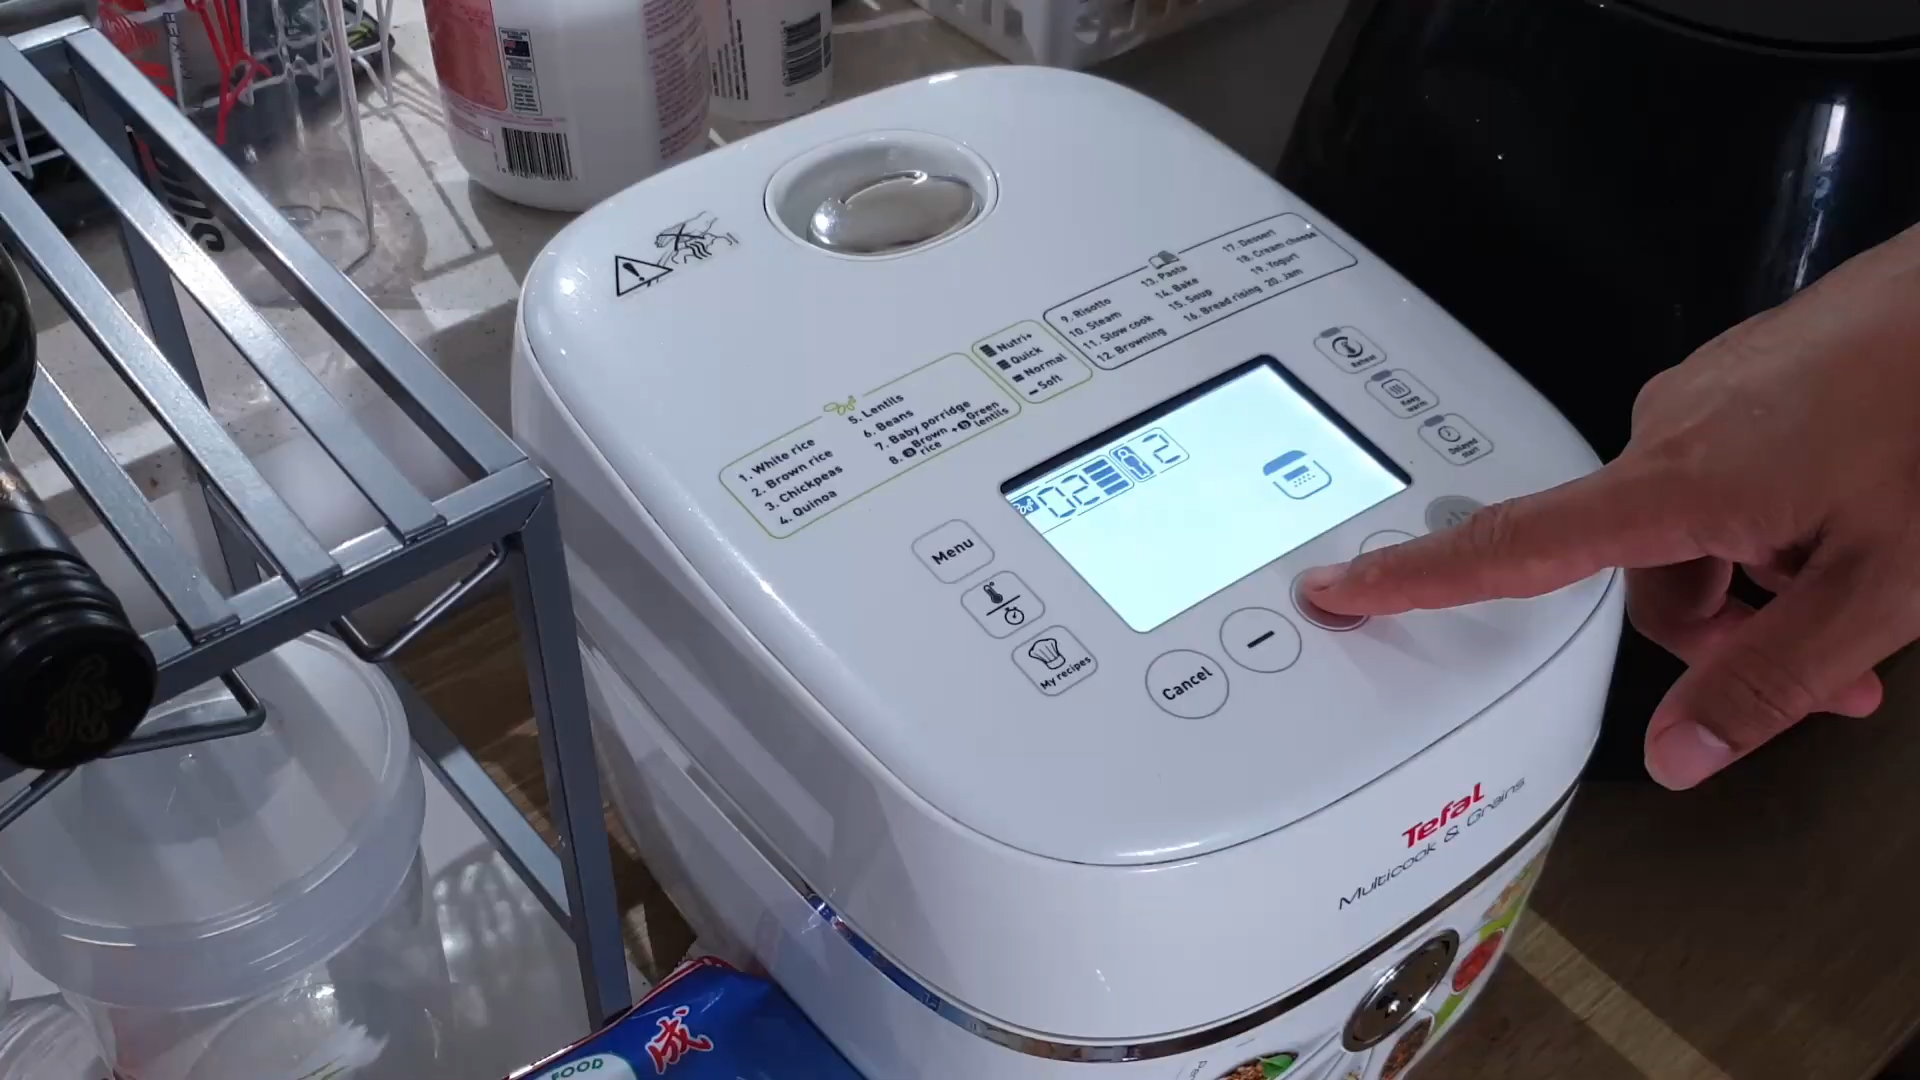 1. White rice
2. Brown rice
3. Chickpeas
4. Quinoa
5. Lentils
6. Beans
7. Baby porridge
8. Brown rice + Green lentils
Nutri+
Quick
Normal
Soft
9. Risotto
10. Steam
11. Slow cook
12. Browning
13. Pasta
14. Bake
15. Soup
16. Bread rising
17. Dessert
18. Cream cheese
19. Yogurt
20. Jam
02
2
Reheat
Keep warm
Delayed start
Menu
My recipes
Cancel
−
Tefal
Multicook & Grains
成
FOOD